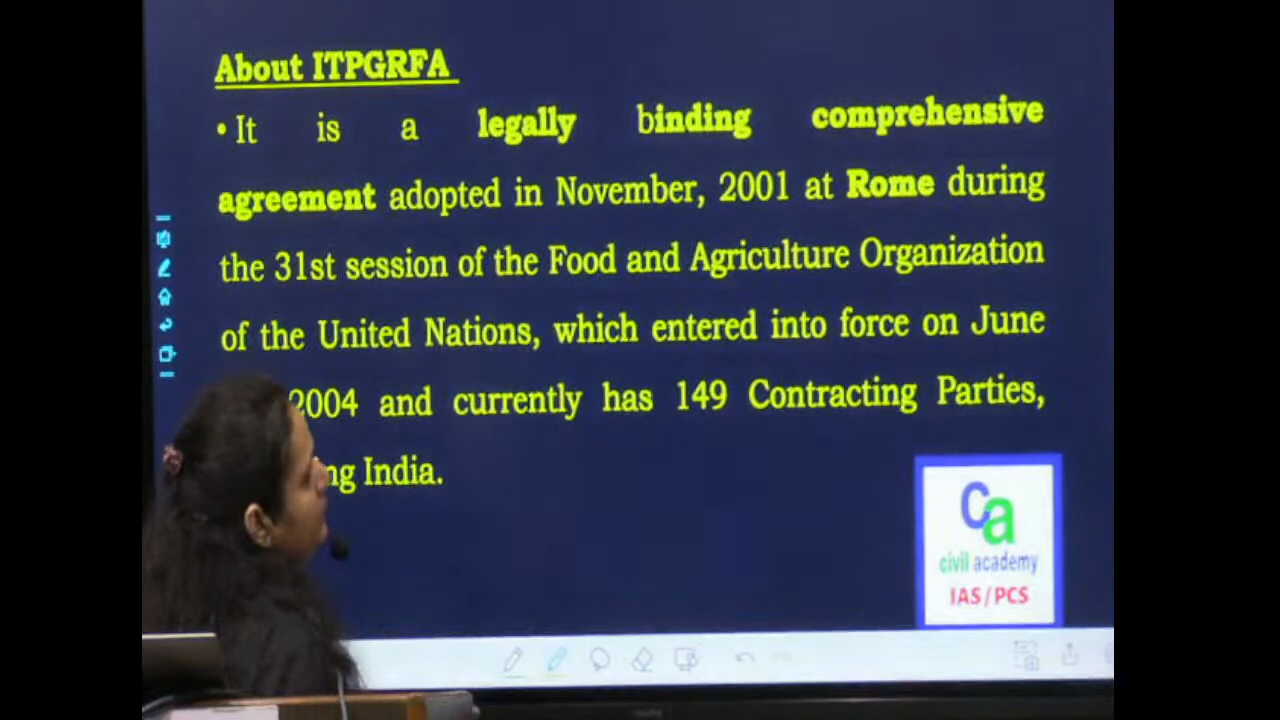 About ITPGRFA
• It is a legally binding comprehensive
agreement adopted in November, 2001 at Rome during
the 31st session of the Food and Agriculture Organization
of the United Nations, which entered into force on June
2004 and currently has 149 Contracting Parties,
India.
ca
civil academy
IAS/PCS